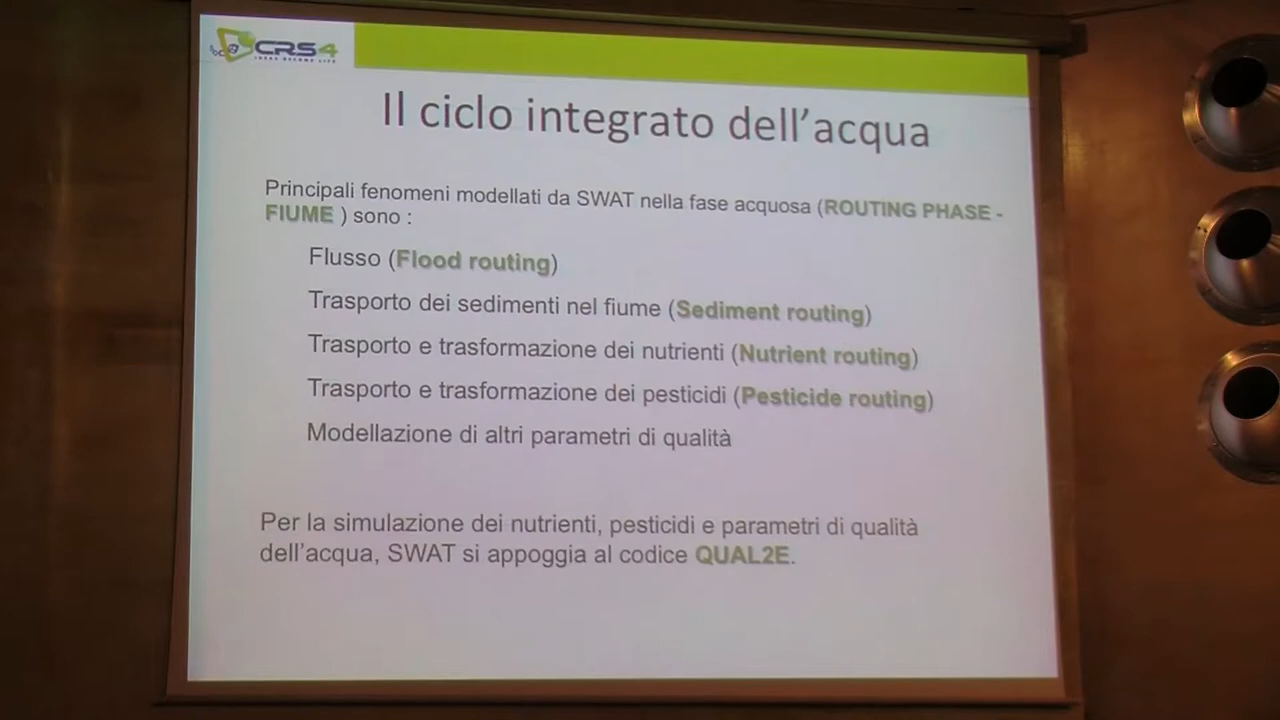 CRS4
Il ciclo integrato dell'acqua
Principali fenomeni modellati da SWAT nella fase acquosa (ROUTING PHASE -
FIUME ) sono :
Flusso (Flood routing)
Trasporto dei sedimenti nel fiume (Sediment routing)
Trasporto e trasformazione dei nutrienti (Nutrient routing)
Trasporto e trasformazione dei pesticidi (Pesticide routing)
Modellazione di altri parametri di qualità
Per la simulazione dei nutrienti, pesticidi e parametri di qualità
dell'acqua, SWAT si appoggia al codice QUAL2E.